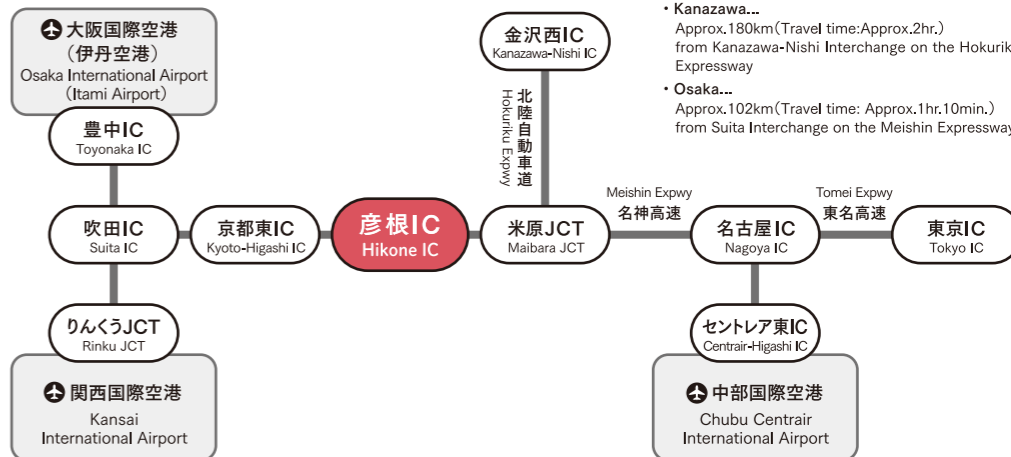 大阪国際空港
（伊丹空港）
Osaka International Airport
(Itami Airport)
豊中IC
Toyonaka IC
金沢西IC
Kanazawa-Nishi IC
・Kanazawa...
Approx.180km(Travel time:Approx.2hr.)
from Kanazawa-Nishi Interchange on the Hokurik
Expressway
・Osaka...
Approx.102km(Travel time: Approx.1hr.10min.)
from Suita Interchange on the Meishin Expressway
北陸自動車道
Hokuriku Expwy
吹田IC
Suita IC
京都東IC
Kyoto-Higashi IC
彦根IC
Hikone IC
米原JCT
Maibara JCT
Meishin Expwy
名神高速
名古屋IC
Nagoya IC
Tomei Expwy
東名高速
東京IC
Tokyo IC
りんくうJCT
Rinku JCT
関西国際空港
Kansai
International Airport
セントレア東IC
Centrair-Higashi IC
中部国際空港
Chubu Centrair
International Airport